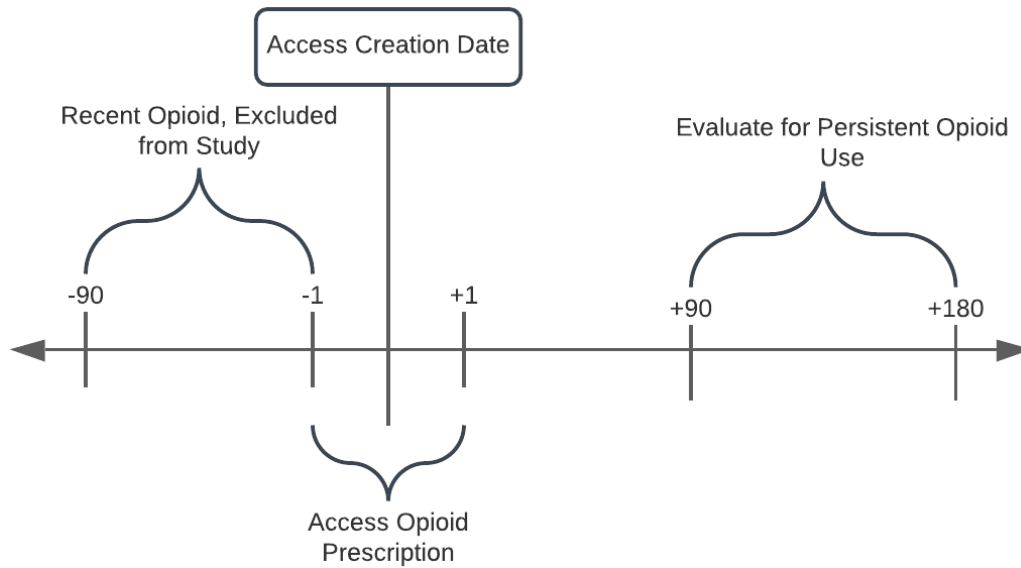 Access Creation Date
Recent Opioid, Excluded
from Study
Evaluate for Persistent Opioid
Use
-90
-1
+1
+90
+180
Access Opioid
Prescription